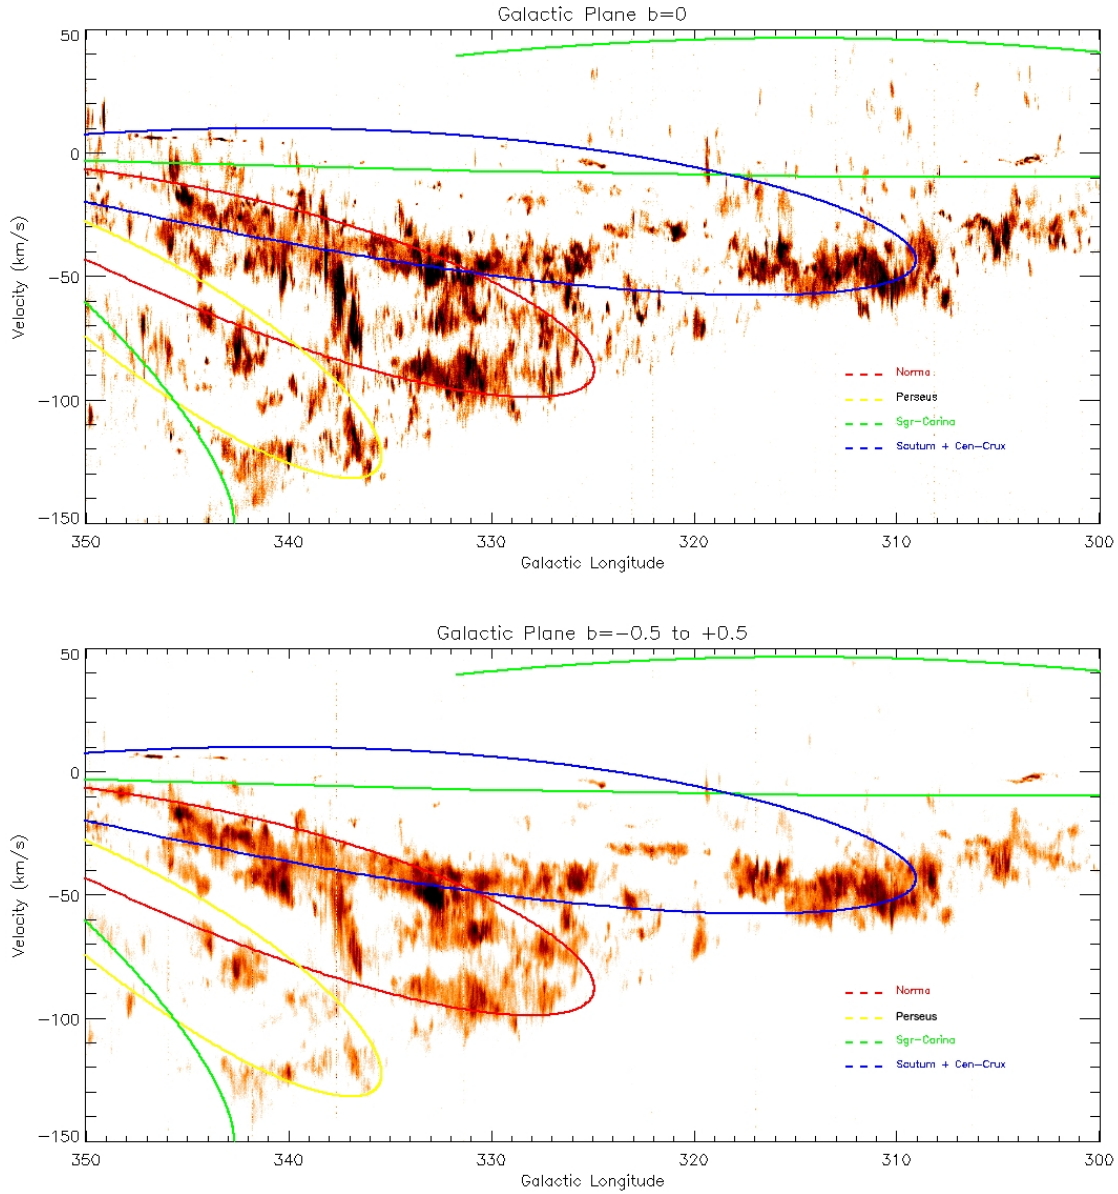 Galactic Plane b=0
50
0
−50
−100
−150
Velocity (km/s)
350
340
330
320
310
300
Galactic Longitude
Norma
Perseus
Sgr-Carina
Scutum + Cen-Crux
Galactic Plane b=−0.5 to +0.5
50
0
−50
−100
−150
Velocity (km/s)
350
340
330
320
310
300
Galactic Longitude
Norma
Perseus
Sgr-Carina
Scutum + Cen-Crux